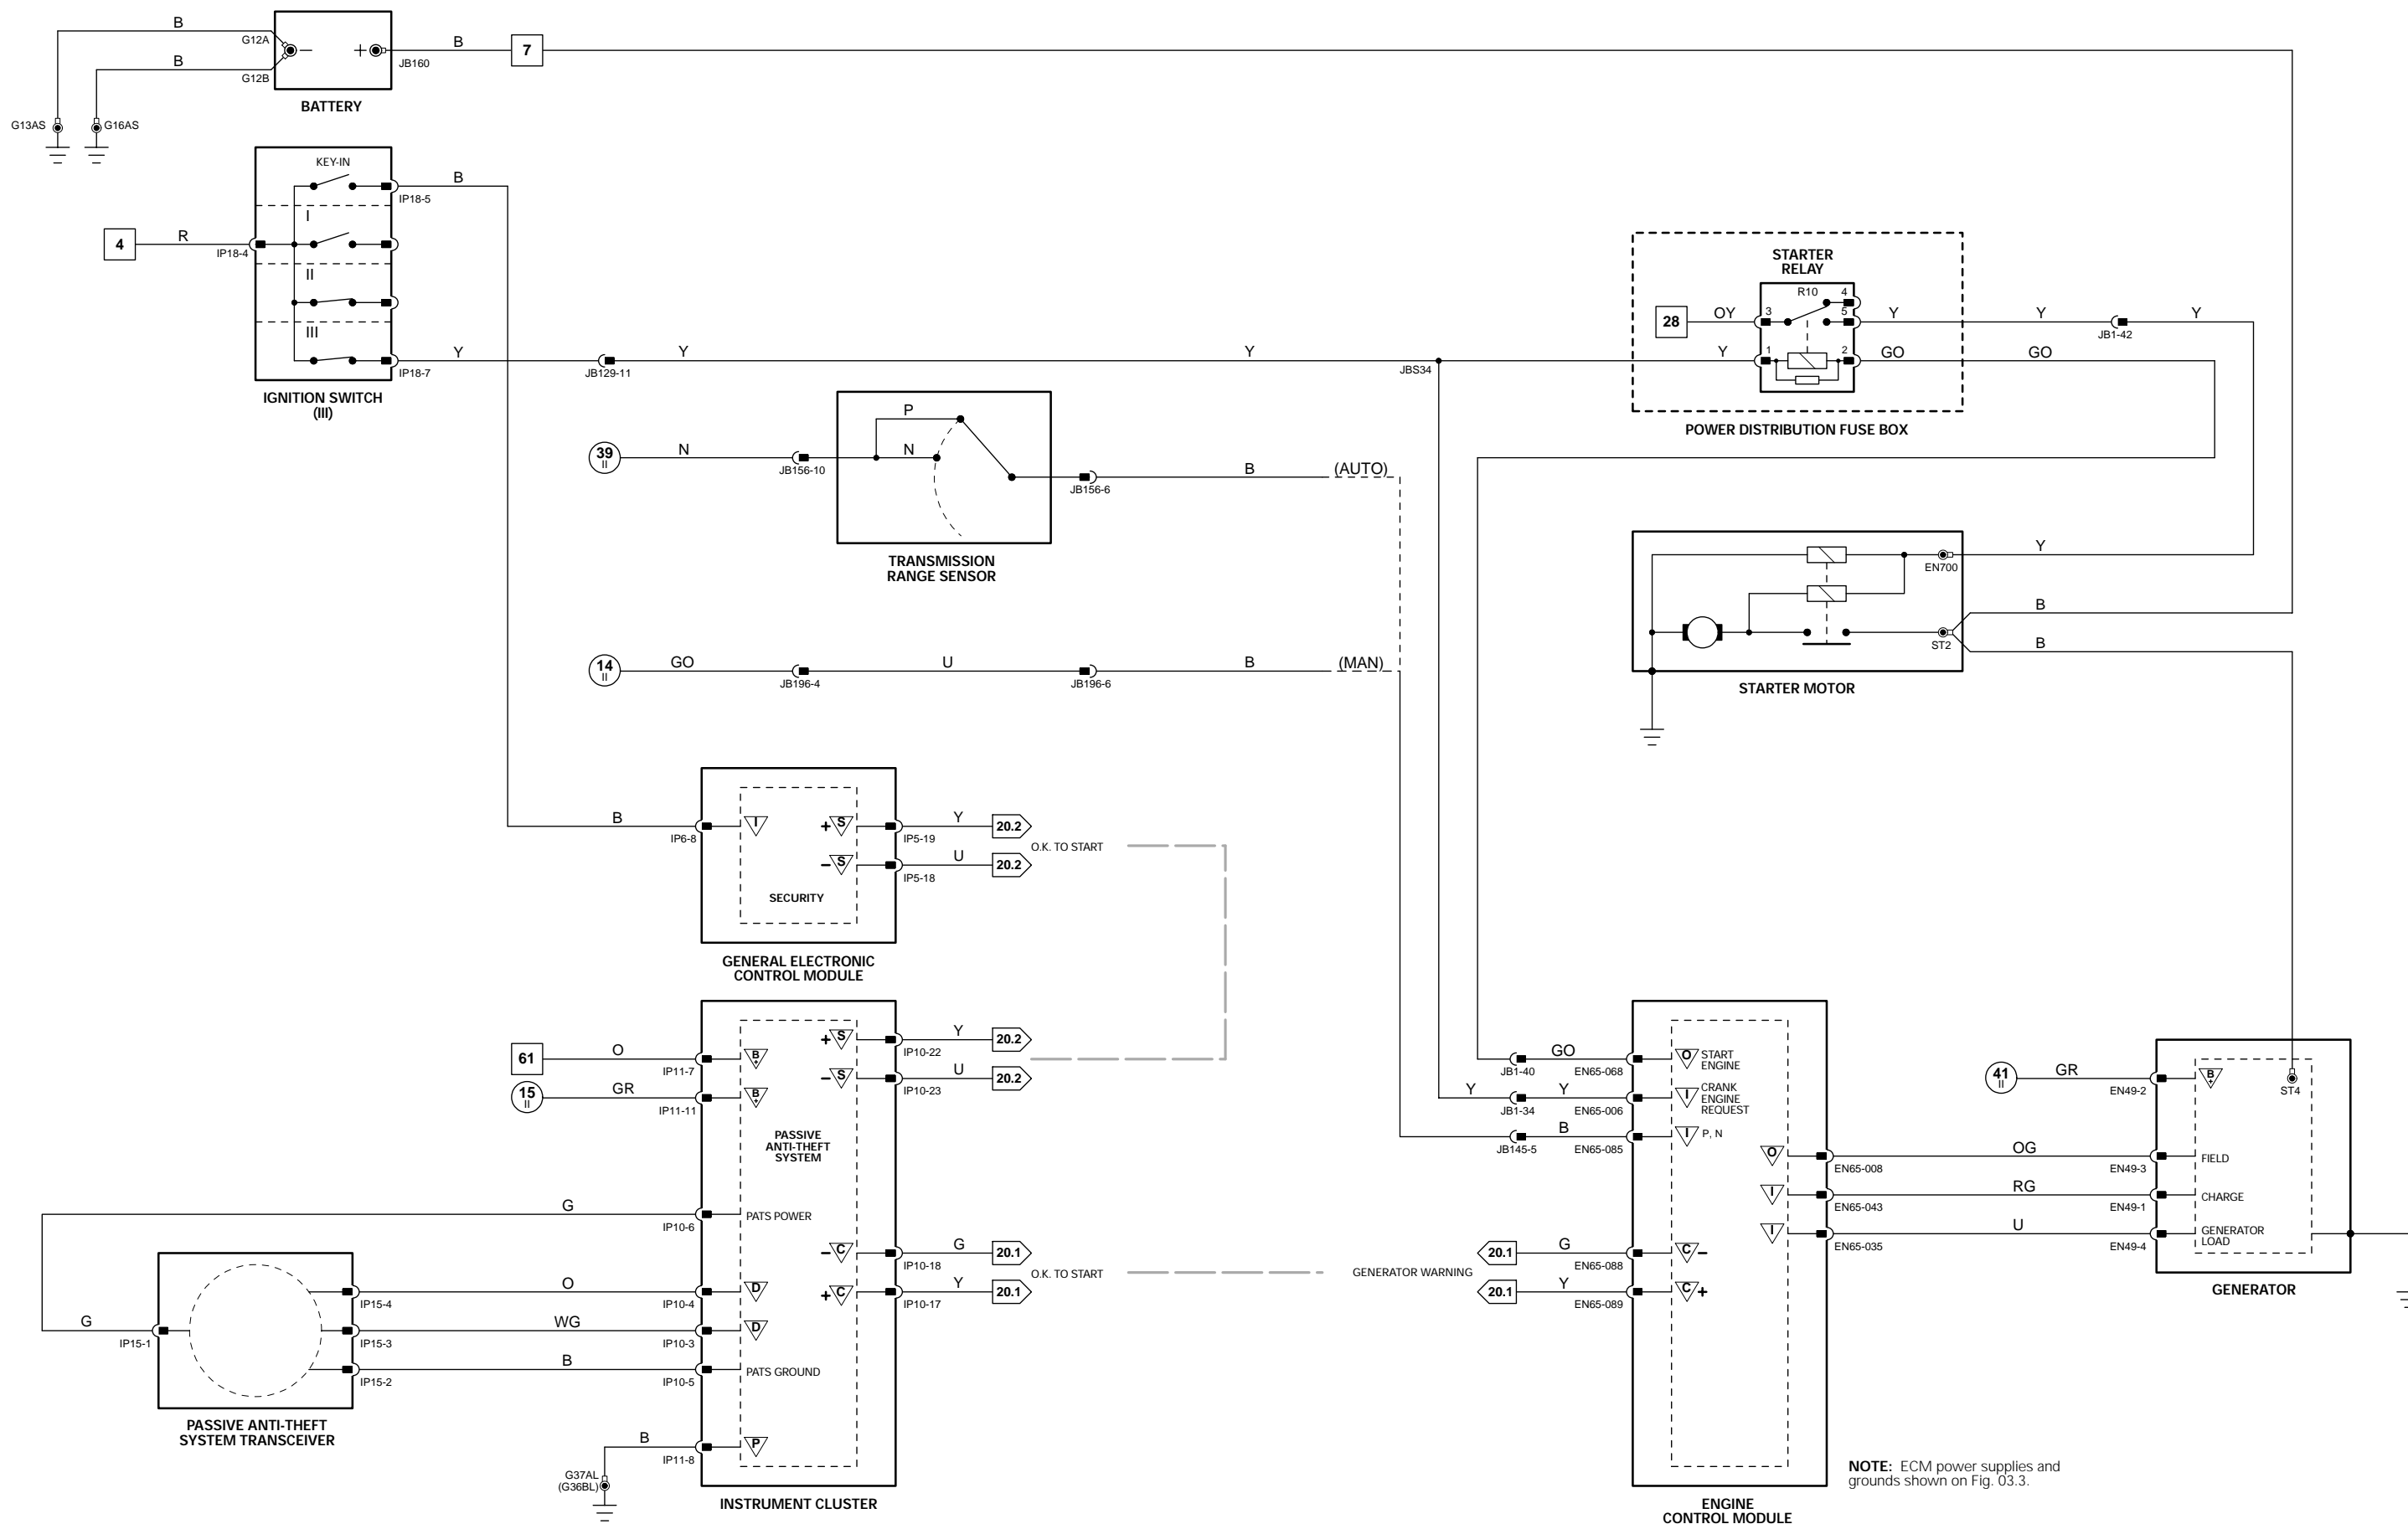 B
G12A
B
G12B
− +
JB160
B
7
BATTERY
G13AS
G16AS
KEY-IN
I
II
III
B
IP18-5
4
R
IP18-4
Y
IP18-7
IGNITION SWITCH
(III)
JB129-11
Y
Y
JBS34
STARTER
RELAY
R10
28
OY
3
4
5
Y
Y
Y
JB1-42
Y
1
2
GO
GO
POWER DISTRIBUTION FUSE BOX
39
II
N
JB156-10
P
N
JB156-6
B
(AUTO)
TRANSMISSION
RANGE SENSOR
14
II
GO
JB196-4
U
JB196-6
B
(MAN)
Y
EN700
B
ST2
B
STARTER MOTOR
B
IP6-8
I
+ S
IP5-19
Y
20.2
O.K. TO START
− S
IP5-18
U
20.2
SECURITY
GENERAL ELECTRONIC
CONTROL MODULE
+ S
IP10-22
Y
20.2
61
O
IP11-7
B+
− S
IP10-23
U
20.2
15
II
GR
IP11-11
B+
PASSIVE
ANTI-THEFT
SYSTEM
G
IP10-6
PATS POWER
− C
IP10-18
G
20.1
O.K. TO START
+ C
IP10-17
Y
20.1
O
IP15-4
IP10-4
D
G
IP15-1
WG
IP15-3
IP10-3
D
B
IP15-2
IP10-5
PATS GROUND
PASSIVE ANTI-THEFT
SYSTEM TRANSCEIVER
B
IP11-8
P
G37AL
(G36BL)
INSTRUMENT CLUSTER
JB1-40
GO
EN65-068
O
START
ENGINE
Y
JB1-34
Y
EN65-006
I
CRANK
ENGINE
REQUEST
JB145-5
B
EN65-085
I
P, N
O
EN65-008
OG
EN49-3
FIELD
I
EN65-043
RG
EN49-1
CHARGE
I
EN65-035
U
EN49-4
GENERATOR
LOAD
41
II
GR
EN49-2
B+
ST4
GENERATOR
GENERATOR WARNING
20.1
G
EN65-088
C −
20.1
Y
EN65-089
C +
ENGINE
CONTROL MODULE
NOTE: ECM power supplies and
grounds shown on Fig. 03.3.